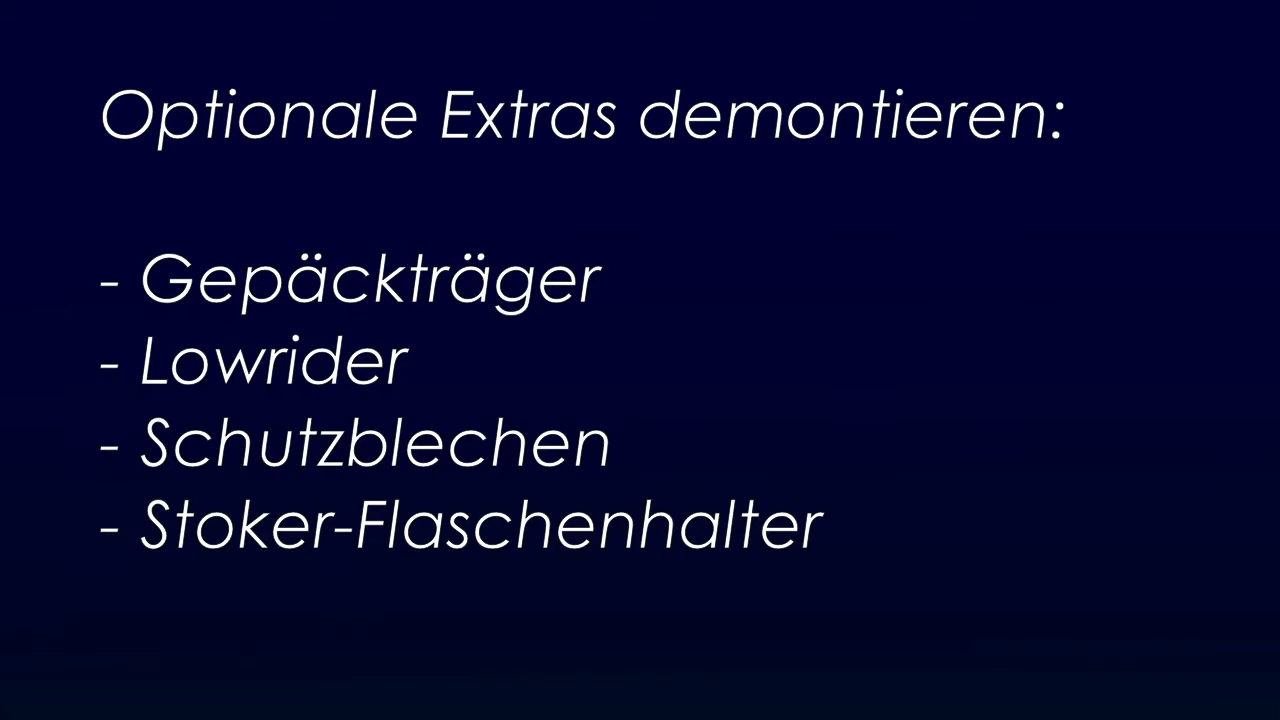 Optionale Extras demontieren:
- Gepäckträger
- Lowrider
- Schutzblechen
- Stoker-Flaschenhalter